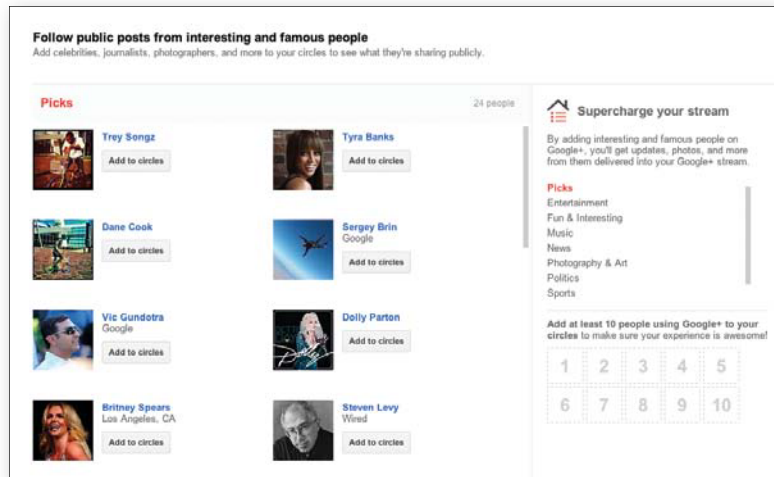 Follow public posts from interesting and famous people
Add celebrities, journalists, photographers, and more to your circles to see what they're sharing publicly.
Picks
24 people
Trey Songz
Add to circles
Tyra Banks
Add to circles
Dane Cook
Add to circles
Sergey Brin
Google
Add to circles
Vic Gundotra
Google
Add to circles
Dolly Parton
Add to circles
Dolly
Britney Spears
Los Angeles, CA
Add to circles
Steven Levy
Wired
Add to circles
Supercharge your stream
By adding interesting and famous people on
Google+, you'll get updates, photos, and more
from them delivered into your Google+ stream.
Picks
Entertainment
Fun & Interesting
Music
News
Photography & Art
Politics
Sports
Add at least 10 people using Google+ to your
circles to make sure your experience is awesome!
1 2 3 4 5
6 7 8 9 10